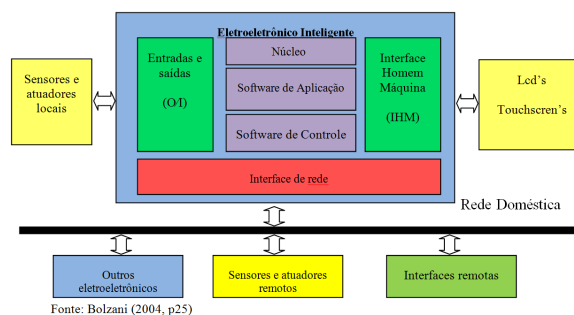 Eletroeletrônico Inteligente
Sensores e
atuadores
locais
Entradas e
saídas
(O/I)
Núcleo
Software de Aplicação
Software de Controle
Interface
Homem
Máquina
(IHM)
Lcd's
Touchscren's
Interface de rede
Rede Doméstica
Outros
eletroeletrônicos
Sensores e atuadores
remotos
Interfaces remotas
Fonte: Bolzani (2004, p25)